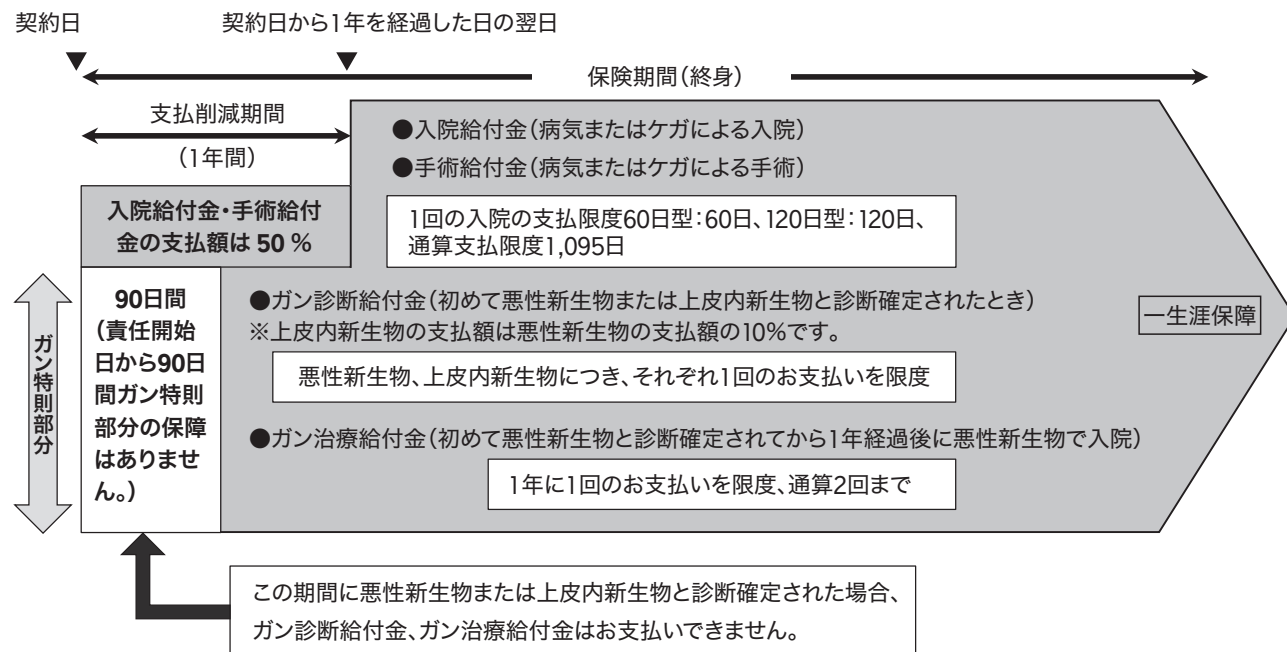 契約日
契約日から1年を経過した日の翌日
保険期間(終身)
支払削減期間
(1年間)
●入院給付金(病気またはケガによる入院)
●手術給付金(病気またはケガによる手術)
入院給付金・手術給付
金の支払額は 50 %
1回の入院の支払限度60日型:60日、120日型:120日、
通算支払限度1,095日
ガン特則部分
90日間
(責任開始
日から90日
間ガン特則
部分の保障
はありませ
ん。)
●ガン診断給付金(初めて悪性新生物または上皮内新生物と診断確定されたとき)
※上皮内新生物の支払額は悪性新生物の支払額の10%です。
悪性新生物、上皮内新生物につき、それぞれ1回のお支払いを限度
●ガン治療給付金(初めて悪性新生物と診断確定されてから1年経過後に悪性新生物で入院)
1年に1回のお支払いを限度、通算2回まで
一生涯保障
この期間に悪性新生物または上皮内新生物と診断確定された場合、
ガン診断給付金、ガン治療給付金はお支払いできません。